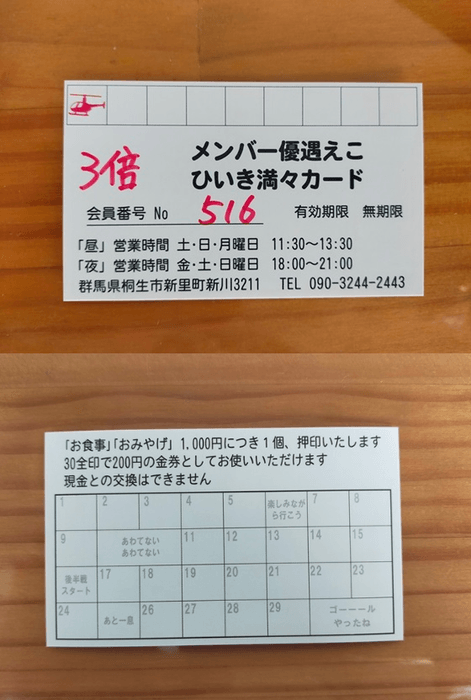 3倍
メンバー優遇えこ
ひいき満々カード
会員番号 No 516 有効期限 無期限
「昼」営業時間 土・日・月曜日 11:30～13:30
「夜」営業時間 金・土・日曜日 18:00～21:00
群馬県桐生市新里町新川3211 TEL 090-3244-2443
「お食事」「おみやげ」1,000円につき1個、押印いたします
30全印で200円の金券としてお使いいただけます
現金との交換はできません
1 2 3 4 5 楽しみなが 7 8
ら行こう
9 あわてない 11 12 13 14 15
あわてない
後半戦 17 18 19 20 21 22 23
スタート
24 あと一息 26 27 28 29 ゴーーール
やったね